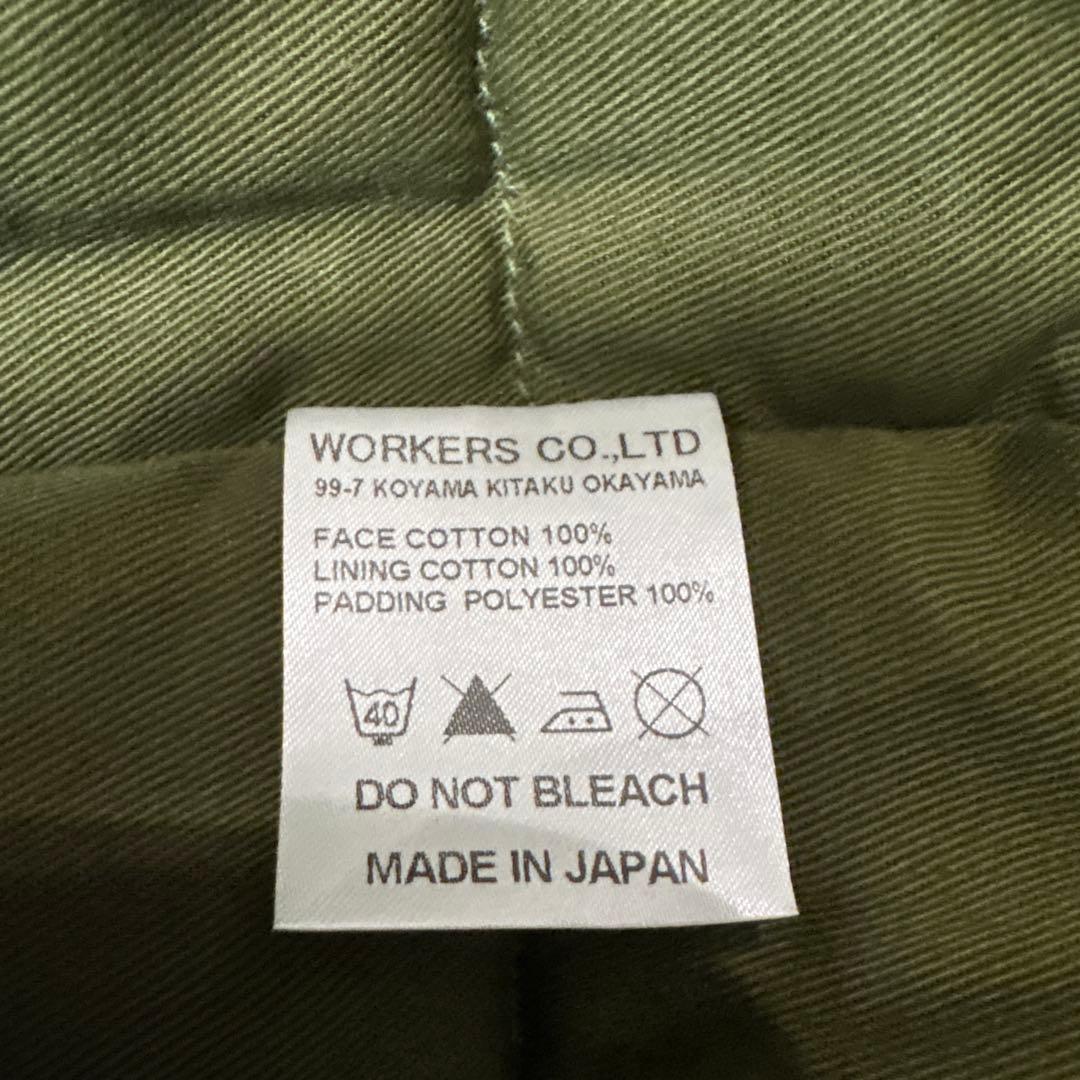 WORKERS CO.,LTD
99-7 KOYAMA KITAKU OKAYAMA
FACE COTTON 100%
LINING COTTON 100%
PADDING POLYESTER 100%
40
DO NOT BLEACH
MADE IN JAPAN